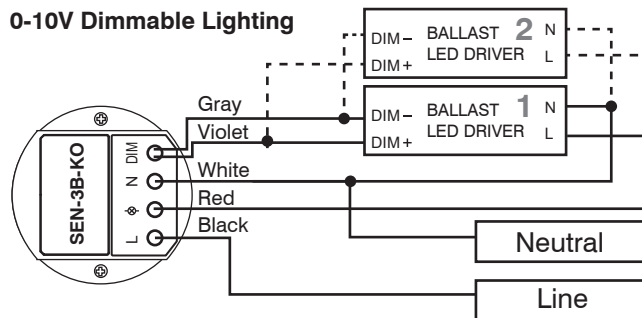 0-10V Dimmable Lighting
DIM – BALLAST 2 N
DIM + LED DRIVER L
DIM – BALLAST 1 N
DIM + LED DRIVER L
Gray
Violet
White
Red
Black
SEN-3B-KO
DIM
N
L
Neutral
Line